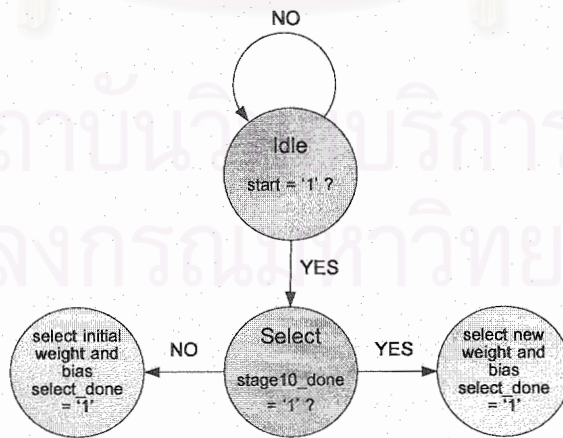 NO
Idle
start = '1' ?
YES
Select
stage10_done
= '1' ?
NO
YES
select initial
weight and
bias
select_done
= '1'
select new
weight and
bias
select_done
= '1'